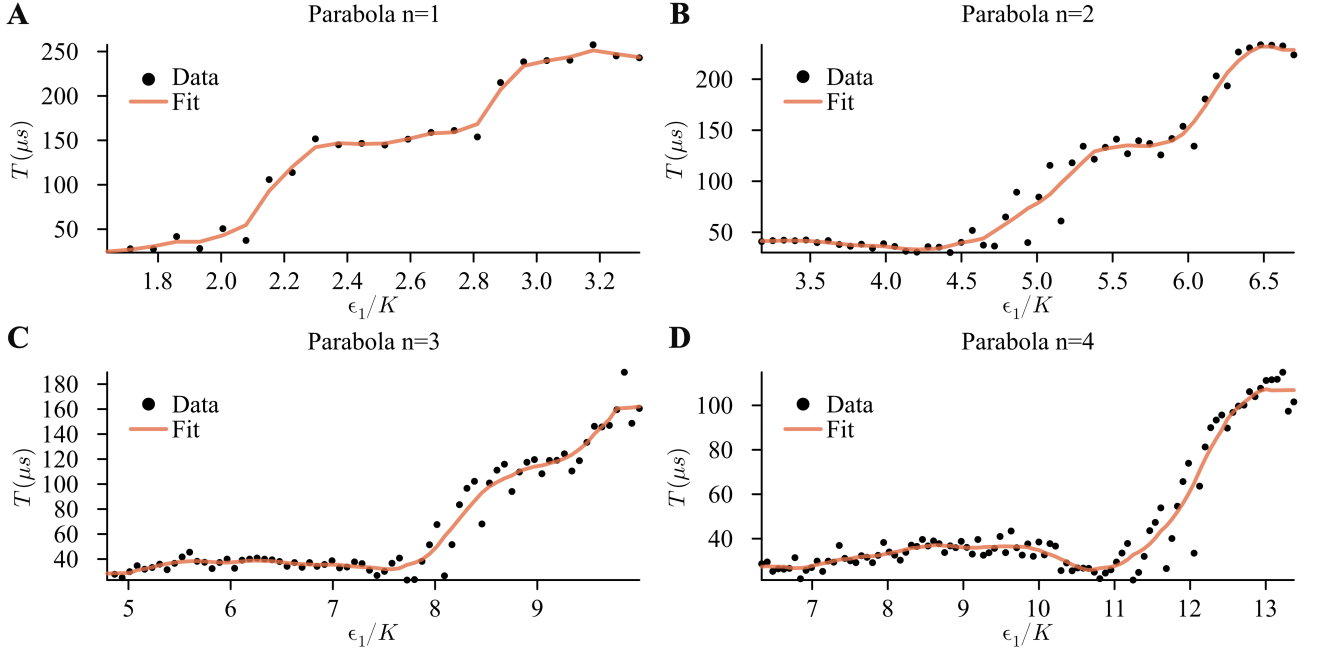 A
Parabola n=1
250
200
150
100
50
T(μs)
Data
Fit
1.8 2.0 2.2 2.4 2.6 2.8 3.0 3.2
ϵ₁/K
B
Parabola n=2
200
150
100
50
T(μs)
Data
Fit
3.5 4.0 4.5 5.0 5.5 6.0 6.5
ϵ₁/K
C
Parabola n=3
180
160
140
120
100
80
60
40
T(μs)
Data
Fit
5 6 7 8 9
ϵ₁/K
D
Parabola n=4
100
80
60
40
T(μs)
Data
Fit
7 8 9 10 11 12 13
ϵ₁/K